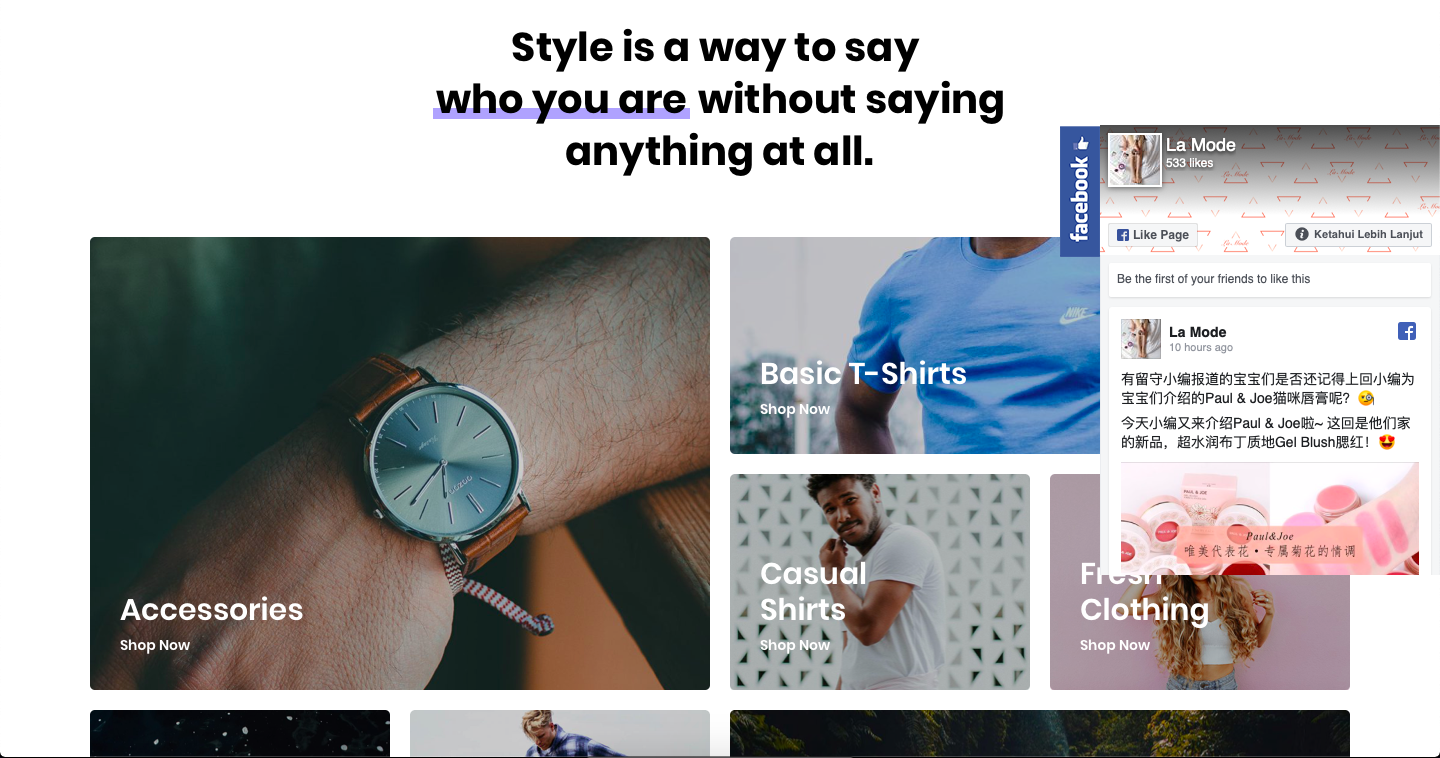 Style is a way to say
who you are without saying
anything at all.
facebook
La Mode
533 likes
Like Page
Ketahui Lebih Lanjut
Be the first of your friends to like this
La Mode
10 hours ago
有留守小编报道的宝宝们是否还记得上回小编为
宝宝们介绍的Paul & Joe猫咪唇膏呢？🧐
今天小编又来介绍Paul & Joe啦~ 这回是他们家
的新品，超水润布丁质地Gel Blush腮红！😍
PAUL & JOE
Paul&Joe
唯美代表花•专属菊花的情调
Basic T-Shirts
Shop Now
Accessories
Shop Now
Casual
Shirts
Shop Now
Fresh
Clothing
Shop Now